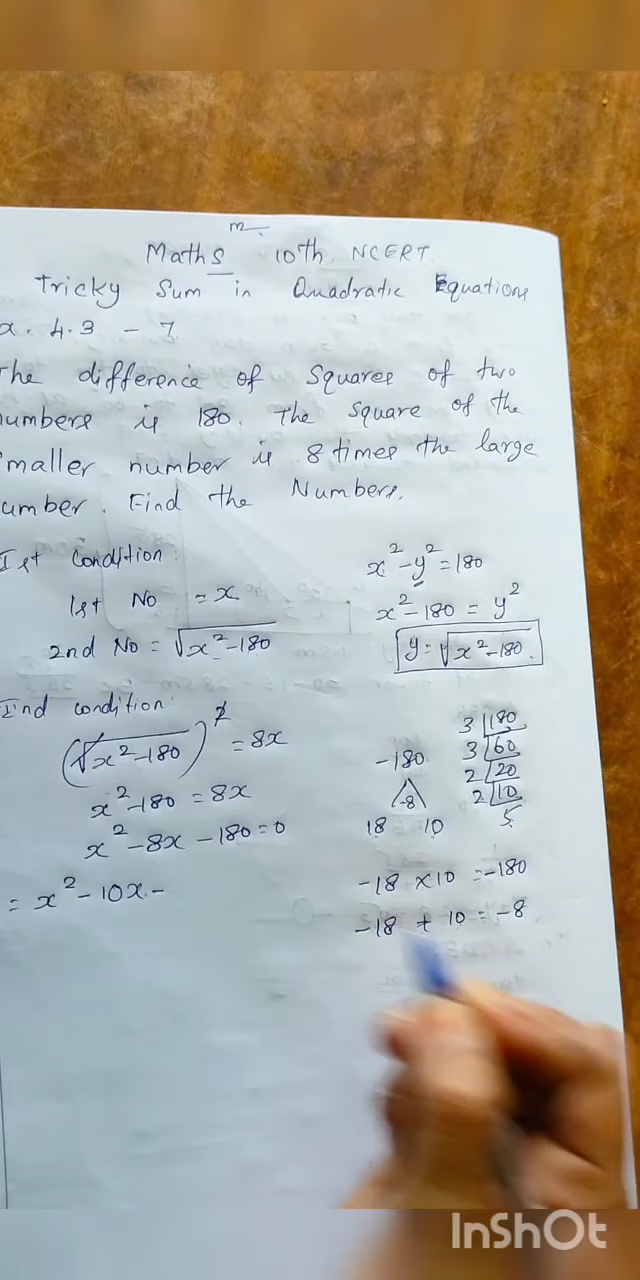 Maths 10th NCERT
Tricky Sum in Quadratic Equations
x. 4.3 - 7
The difference of squares of two
umbers is 180. The square of the
maller number is 8 times the large
umber. Find the Numbers.
Ist Condition:
1st No = x
2nd No = √x²-180
x² - y² = 180
x² - 180 = y²
y = √x²-180
IInd condition:
(√x²-180)² = 8x
x² - 180 = 8x
x² - 8x - 180 = 0
= x² - 10x -
-180
-8
18 10
3 180
3 60
2 20
2 10
5
-18 × 10 = -180
-18 + 10 = -8
InShOt